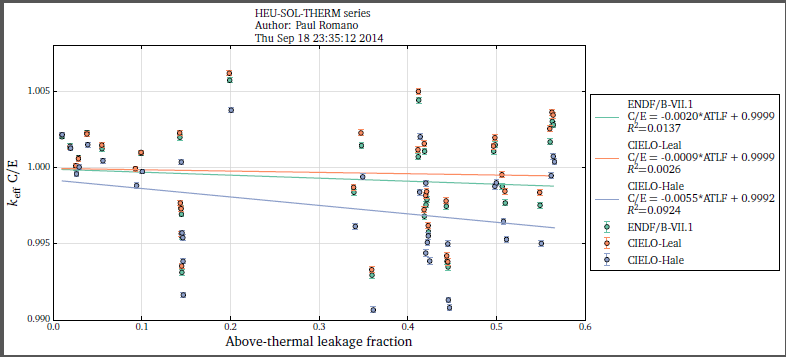 HEU-SOL-THERM series
Author: Paul Romano
Thu Sep 18 23:35:12 2014
1.005
1.000
0.995
0.990
k_eff C/E
0.0 0.1 0.2 0.3 0.4 0.5 0.6
Above-thermal leakage fraction
ENDF/B-VII.1
C/E = -0.0020*ATLF + 0.9999
R²=0.0137
CIELO-Leal
C/E = -0.0009*ATLF + 0.9999
R²=0.0026
CIELO-Hale
C/E = -0.0055*ATLF + 0.9992
R²=0.0924
ENDF/B-VII.1
CIELO-Leal
CIELO-Hale